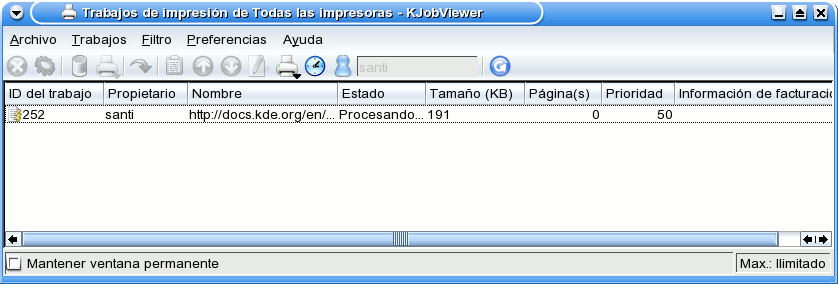 Trabajos de impresión de Todas las impresoras - KJobViewer
Archivo Trabajos Filtro Preferencias Ayuda
santi
ID del trabajo Propietario Nombre Estado Tamaño (KB) Página(s) Prioridad Información de facturació
252 santi http://docs.kde.org/en/... Procesando... 191 0 50
Mantener ventana permanente Max.: Ilimitado